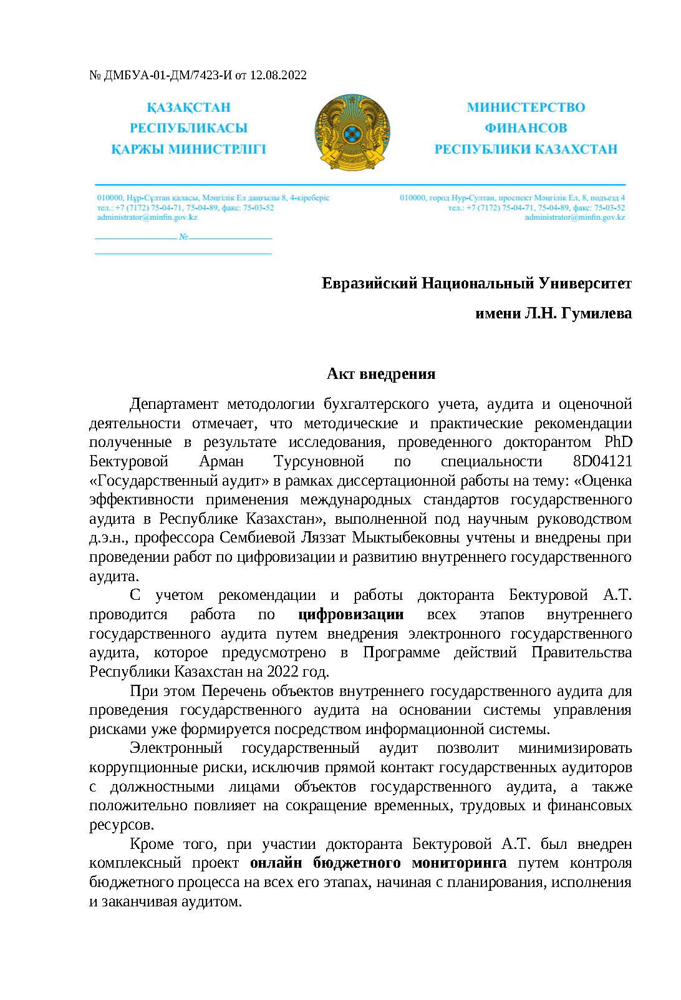 № ДМБУА-01-ДМ/7423-И от 12.08.2022
ҚАЗАҚСТАН
РЕСПУБЛИКАСЫ
ҚАРЖЫ МИНИСТРЛІГІ
МИНИСТЕРСТВО
ФИНАНСОВ
РЕСПУБЛИКИ КАЗАХСТАН
010000, Нұр-Сұлтан қаласы, Мәңгілік Ел даңғылы 8, 4-кіреберіс
тел.: +7 (7172) 75-04-71, 75-04-89, факс: 75-03-52
administrator@minfin.gov.kz
010000, город Нур-Султан, проспект Мәңгілік Ел, 8, подъезд 4
тел.: +7 (7172) 75-04-71, 75-04-89, факс: 75-03-52
administrator@minfin.gov.kz
№
Евразийский Национальный Университет
имени Л.Н. Гумилева
Акт внедрения
Департамент методологии бухгалтерского учета, аудита и оценочной
деятельности отмечает, что методические и практические рекомендации
полученные в результате исследования, проведенного докторантом PhD
Бектуровой Арман Турсуновной по специальности 8D04121
«Государственный аудит» в рамках диссертационной работы на тему: «Оценка
эффективности применения международных стандартов государственного
аудита в Республике Казахстан», выполненной под научным руководством
д.э.н., профессора Сембиевой Ляззат Мыктыбековны учтены и внедрены при
проведении работ по цифровизации и развитию внутреннего государственного
аудита.
С учетом рекомендации и работы докторанта Бектуровой А.Т.
проводится работа по цифровизации всех этапов внутреннего
государственного аудита путем внедрения электронного государственного
аудита, которое предусмотрено в Программе действий Правительства
Республики Казахстан на 2022 год.
При этом Перечень объектов внутреннего государственного аудита для
проведения государственного аудита на основании системы управления
рисками уже формируется посредством информационной системы.
Электронный государственный аудит позволит минимизировать
коррупционные риски, исключив прямой контакт государственных аудиторов
с должностными лицами объектов государственного аудита, а также
положительно повлияет на сокращение временных, трудовых и финансовых
ресурсов.
Кроме того, при участии докторанта Бектуровой А.Т. был внедрен
комплексный проект онлайн бюджетного мониторинга путем контроля
бюджетного процесса на всех его этапах, начиная с планирования, исполнения
и заканчивая аудитом.